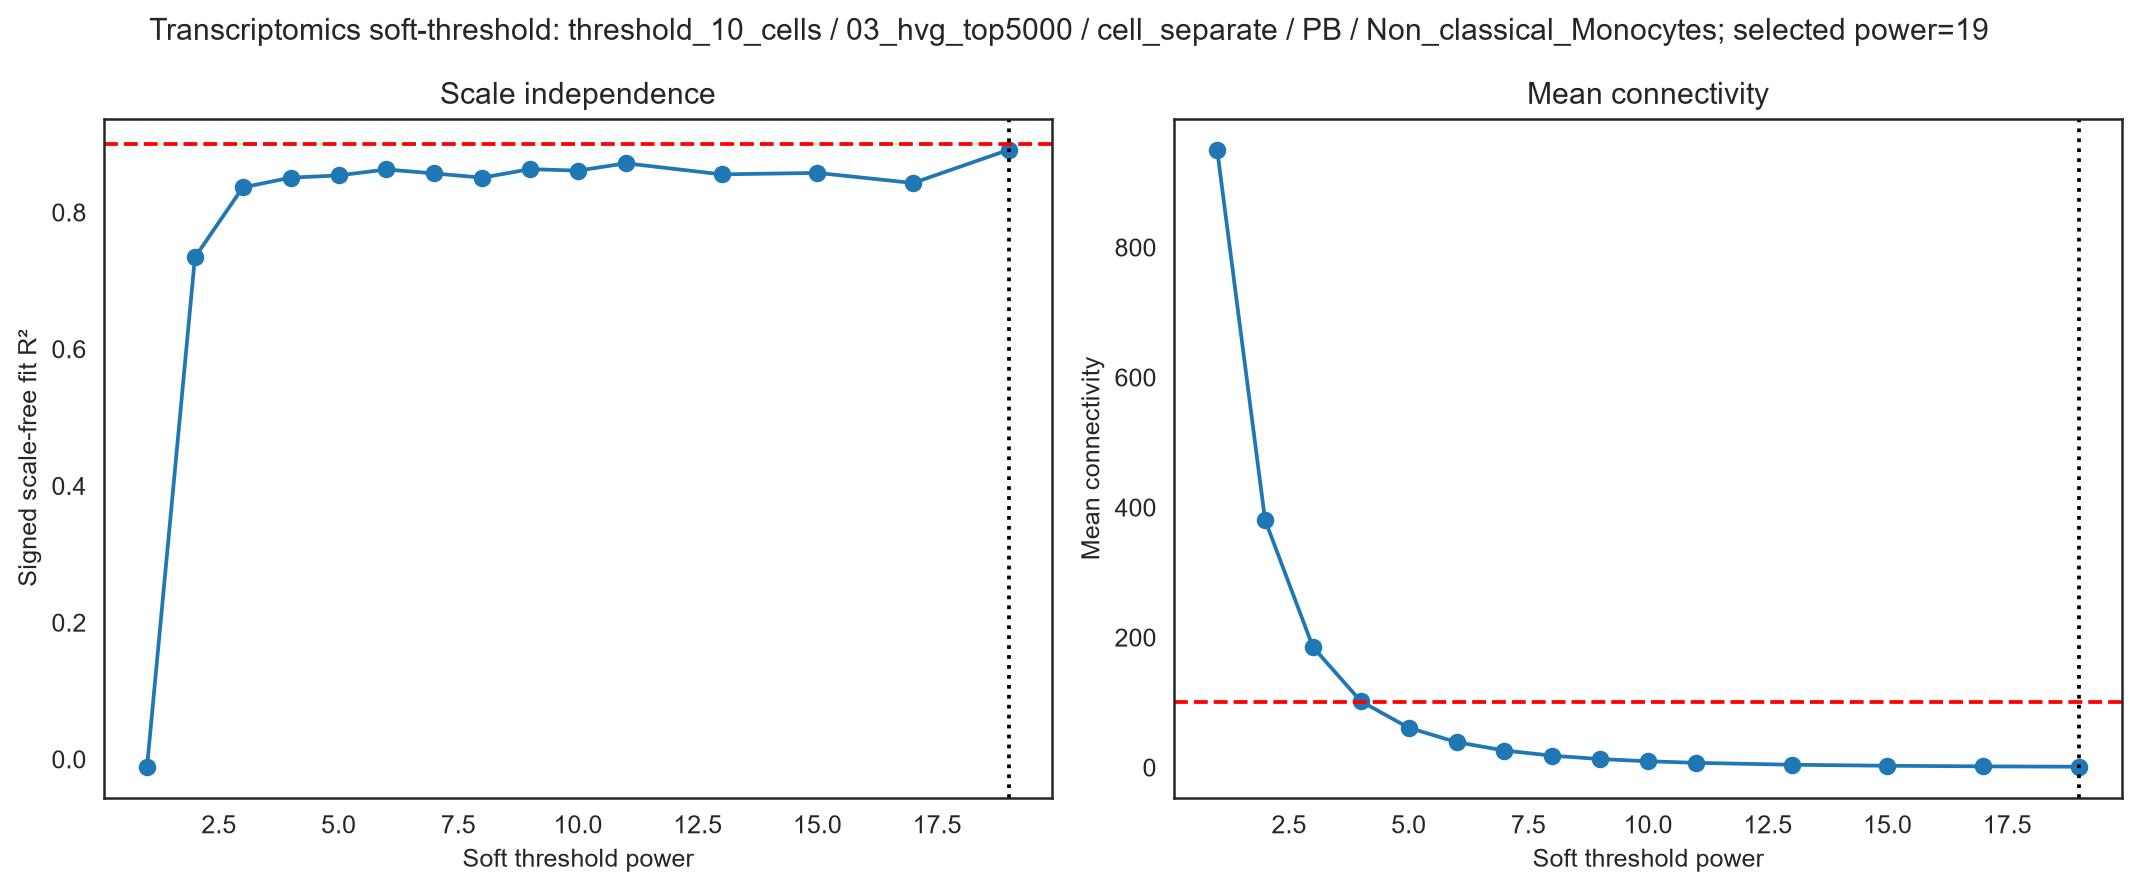 Transcriptomics soft-threshold: threshold_10_cells / 03_hvg_top5000 / cell_separate / PB / Non_classical_Monocytes; selected power=19
Scale independence
Signed scale-free fit R²
0.8
0.6
0.4
0.2
0.0
2.5 5.0 7.5 10.0 12.5 15.0 17.5
Soft threshold power
Mean connectivity
Mean connectivity
800
600
400
200
0
2.5 5.0 7.5 10.0 12.5 15.0 17.5
Soft threshold power